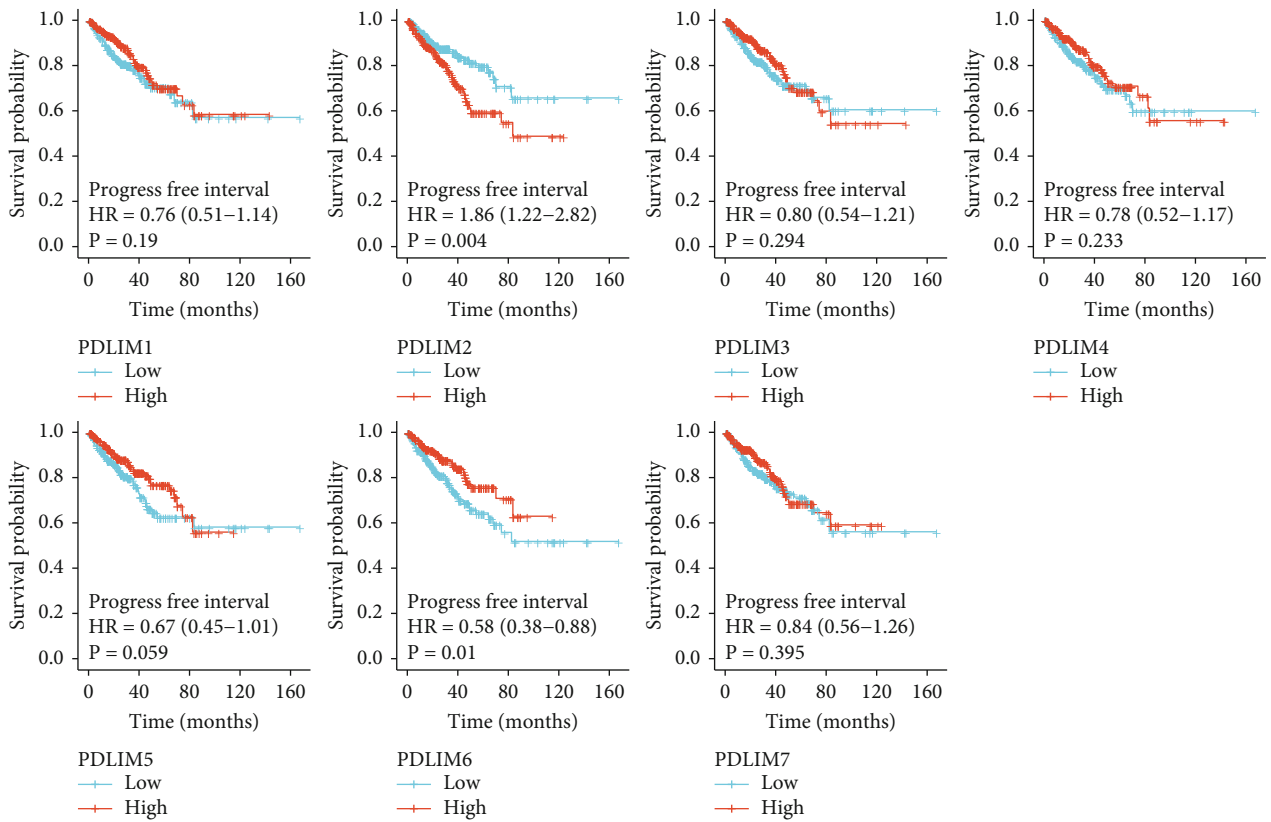 1.0
0.8
0.6
0.4
0.2
0.0
Survival probability
Progress free interval
HR = 0.76 (0.51−1.14)
P = 0.19
0 40 80 120 160
Time (months)
PDLIM1
Low
High
1.0
0.8
0.6
0.4
0.2
0.0
Survival probability
Progress free interval
HR = 1.86 (1.22−2.82)
P = 0.004
0 40 80 120 160
Time (months)
PDLIM2
Low
High
1.0
0.8
0.6
0.4
0.2
0.0
Survival probability
Progress free interval
HR = 0.80 (0.54−1.21)
P = 0.294
0 40 80 120 160
Time (months)
PDLIM3
Low
High
1.0
0.8
0.6
0.4
0.2
0.0
Survival probability
Progress free interval
HR = 0.78 (0.52−1.17)
P = 0.233
0 40 80 120 160
Time (months)
PDLIM4
Low
High
1.0
0.8
0.6
0.4
0.2
0.0
Survival probability
Progress free interval
HR = 0.67 (0.45−1.01)
P = 0.059
0 40 80 120 160
Time (months)
PDLIM5
Low
High
1.0
0.8
0.6
0.4
0.2
0.0
Survival probability
Progress free interval
HR = 0.58 (0.38−0.88)
P = 0.01
0 40 80 120 160
Time (months)
PDLIM6
Low
High
1.0
0.8
0.6
0.4
0.2
0.0
Survival probability
Progress free interval
HR = 0.84 (0.56−1.26)
P = 0.395
0 40 80 120 160
Time (months)
PDLIM7
Low
High